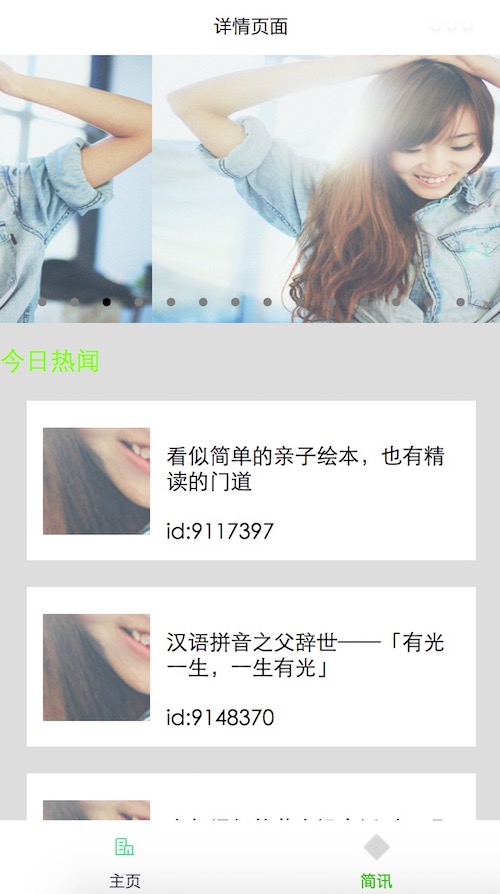 详情页面
今日热闻
看似简单的亲子绘本，也有精
读的门道
id:9117397
汉语拼音之父辞世——「有光
一生，一生有光」
id:9148370
主页
简讯